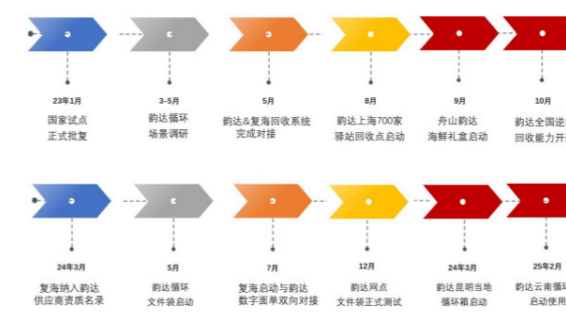 23年1月
国家试点
正式批复
3-5月
韵达循环
场景调研
5月
韵达&复海回收系统
完成对接
8月
韵达上海700家
驿站回收点启动
9月
舟山韵达
海鲜礼盒启动
10月
韵达全国逆
回收能力开
24年3月
复海纳入韵达
供应商资质名录
5月
韵达循环
文件袋启动
7月
复海启动与韵达
数字面单双向对接
12月
韵达网点
文件袋正式测试
24年3月
韵达昆明当地
循环箱启动
25年2月
韵达云南循环
启动使用